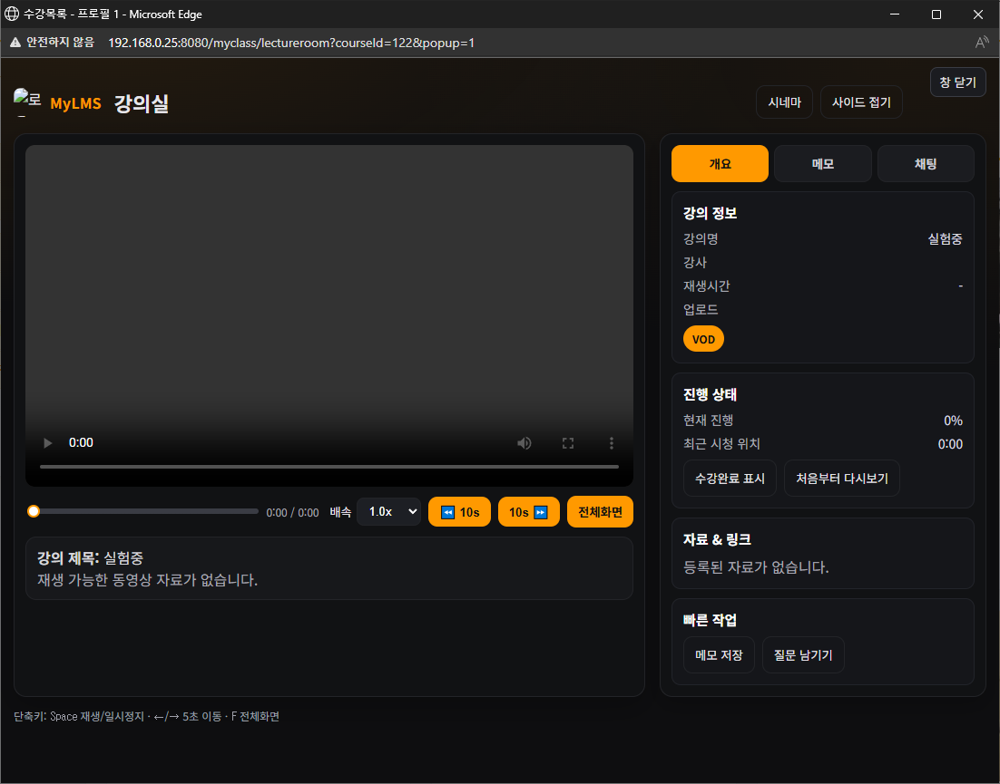 수강목록 - 프로필 1 - Microsoft Edge
안전하지 않음 192.168.0.25:8080/myclass/lectureroom?courseId=122&popup=1
창 닫기
로
MyLMS 강의실
시네마 사이드 접기
0:00
0:00 / 0:00 배속 1.0x 10s 10s 전체화면
강의 제목: 실험중
재생 가능한 동영상 자료가 없습니다.
개요 메모 채팅
강의 정보
강의명 실험중
강사
재생시간 -
업로드
VOD
진행 상태
현재 진행 0%
최근 시청 위치 0:00
수강완료 표시 처음부터 다시보기
자료 & 링크
등록된 자료가 없습니다.
빠른 작업
메모 저장 질문 남기기
단축키: Space 재생/일시정지 · ←/→ 5초 이동 · F 전체화면